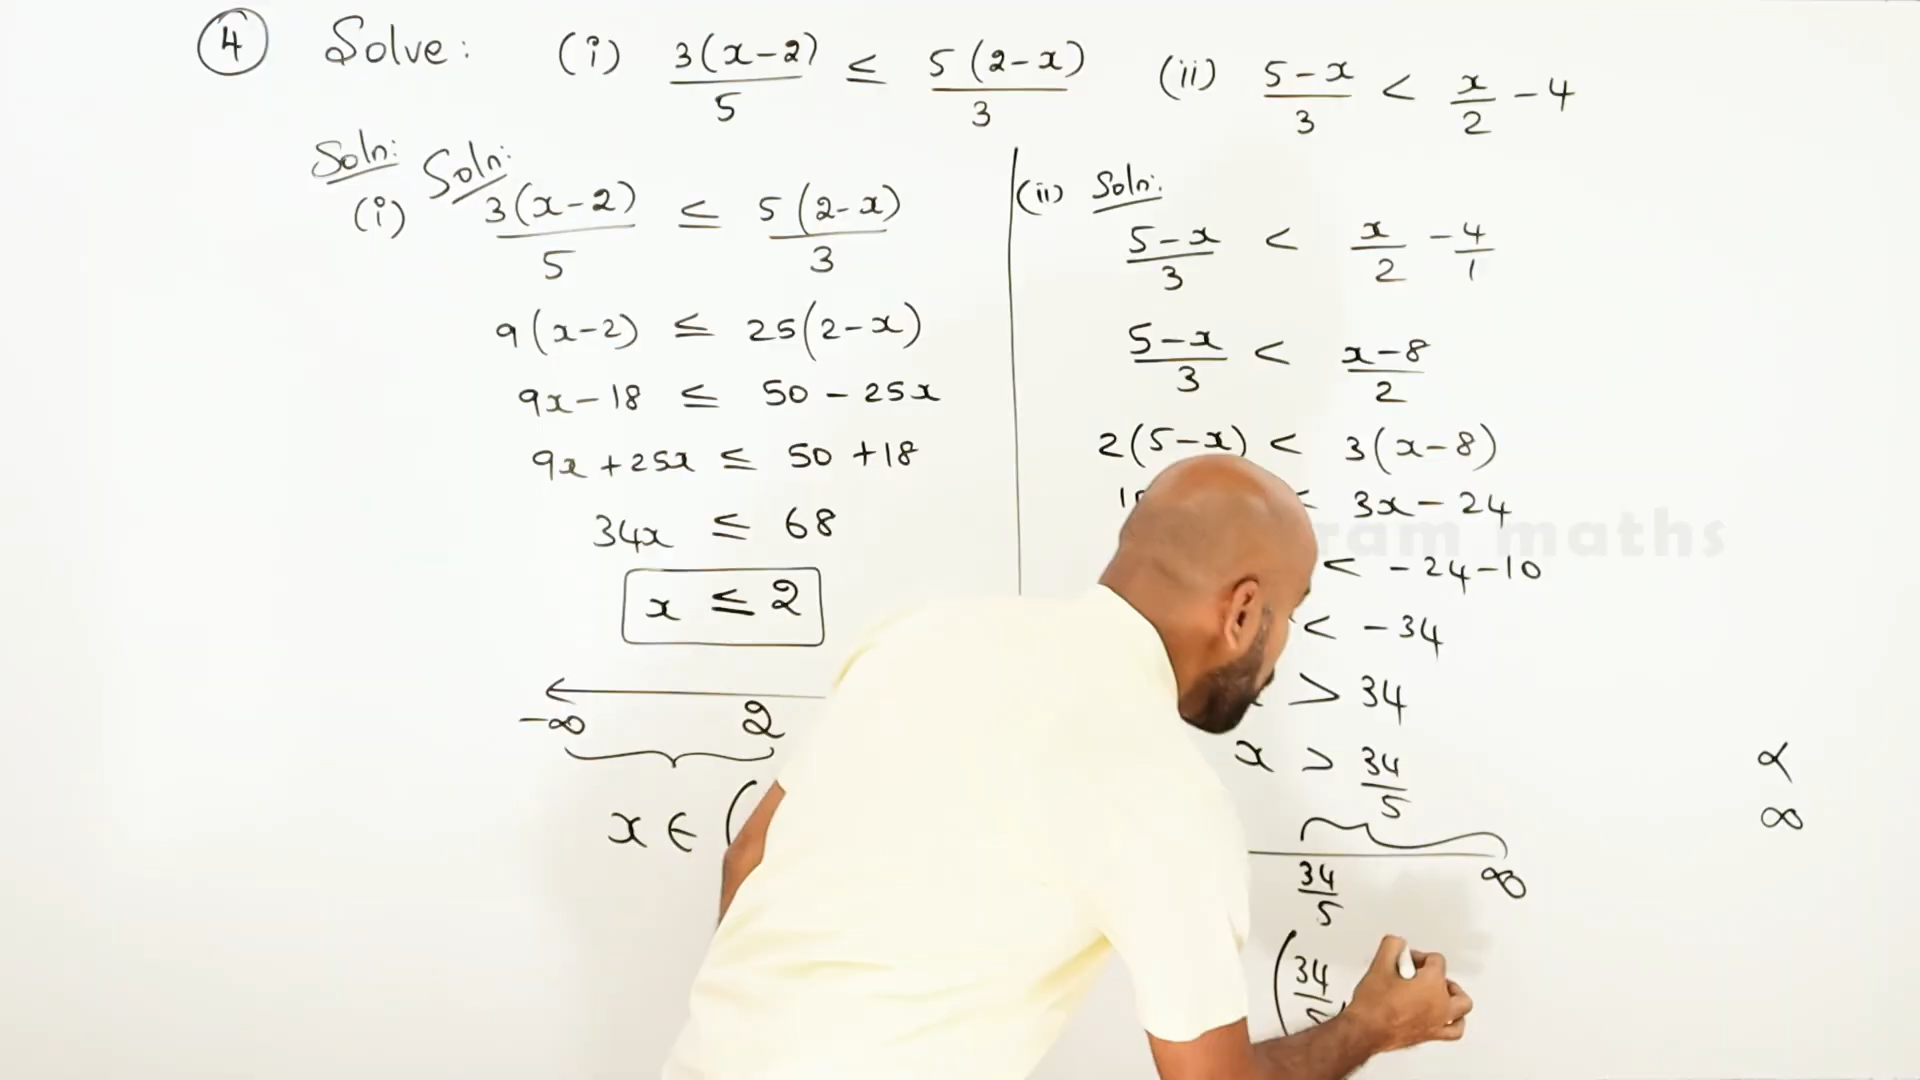 ④ Solve: (i) 3(x-2)/5 ≤ 5(2-x)/3 (ii) 5-x/3 < x/2 - 4
Soln: Soln:
(i) 3(x-2)/5 ≤ 5(2-x)/3
9(x-2) ≤ 25(2-x)
9x-18 ≤ 50 - 25x
9x+25x ≤ 50+18
34x ≤ 68
x ≤ 2
-∞ 2
x ∈ (
(ii) Soln:
5-x/3 < x/2 - 4/1
5-x/3 < x-8/2
2(5-x) < 3(x-8)
< 3x-24
< -24-10
< -34
> 34
x > 34/5
34/5 ∞
(34/5
∝
∞
ram maths